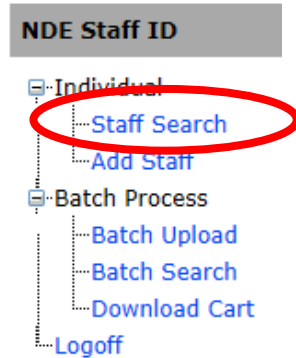 NDE Staff ID
Individual
Staff Search
Add Staff
Batch Process
Batch Upload
Batch Search
Download Cart
Logoff